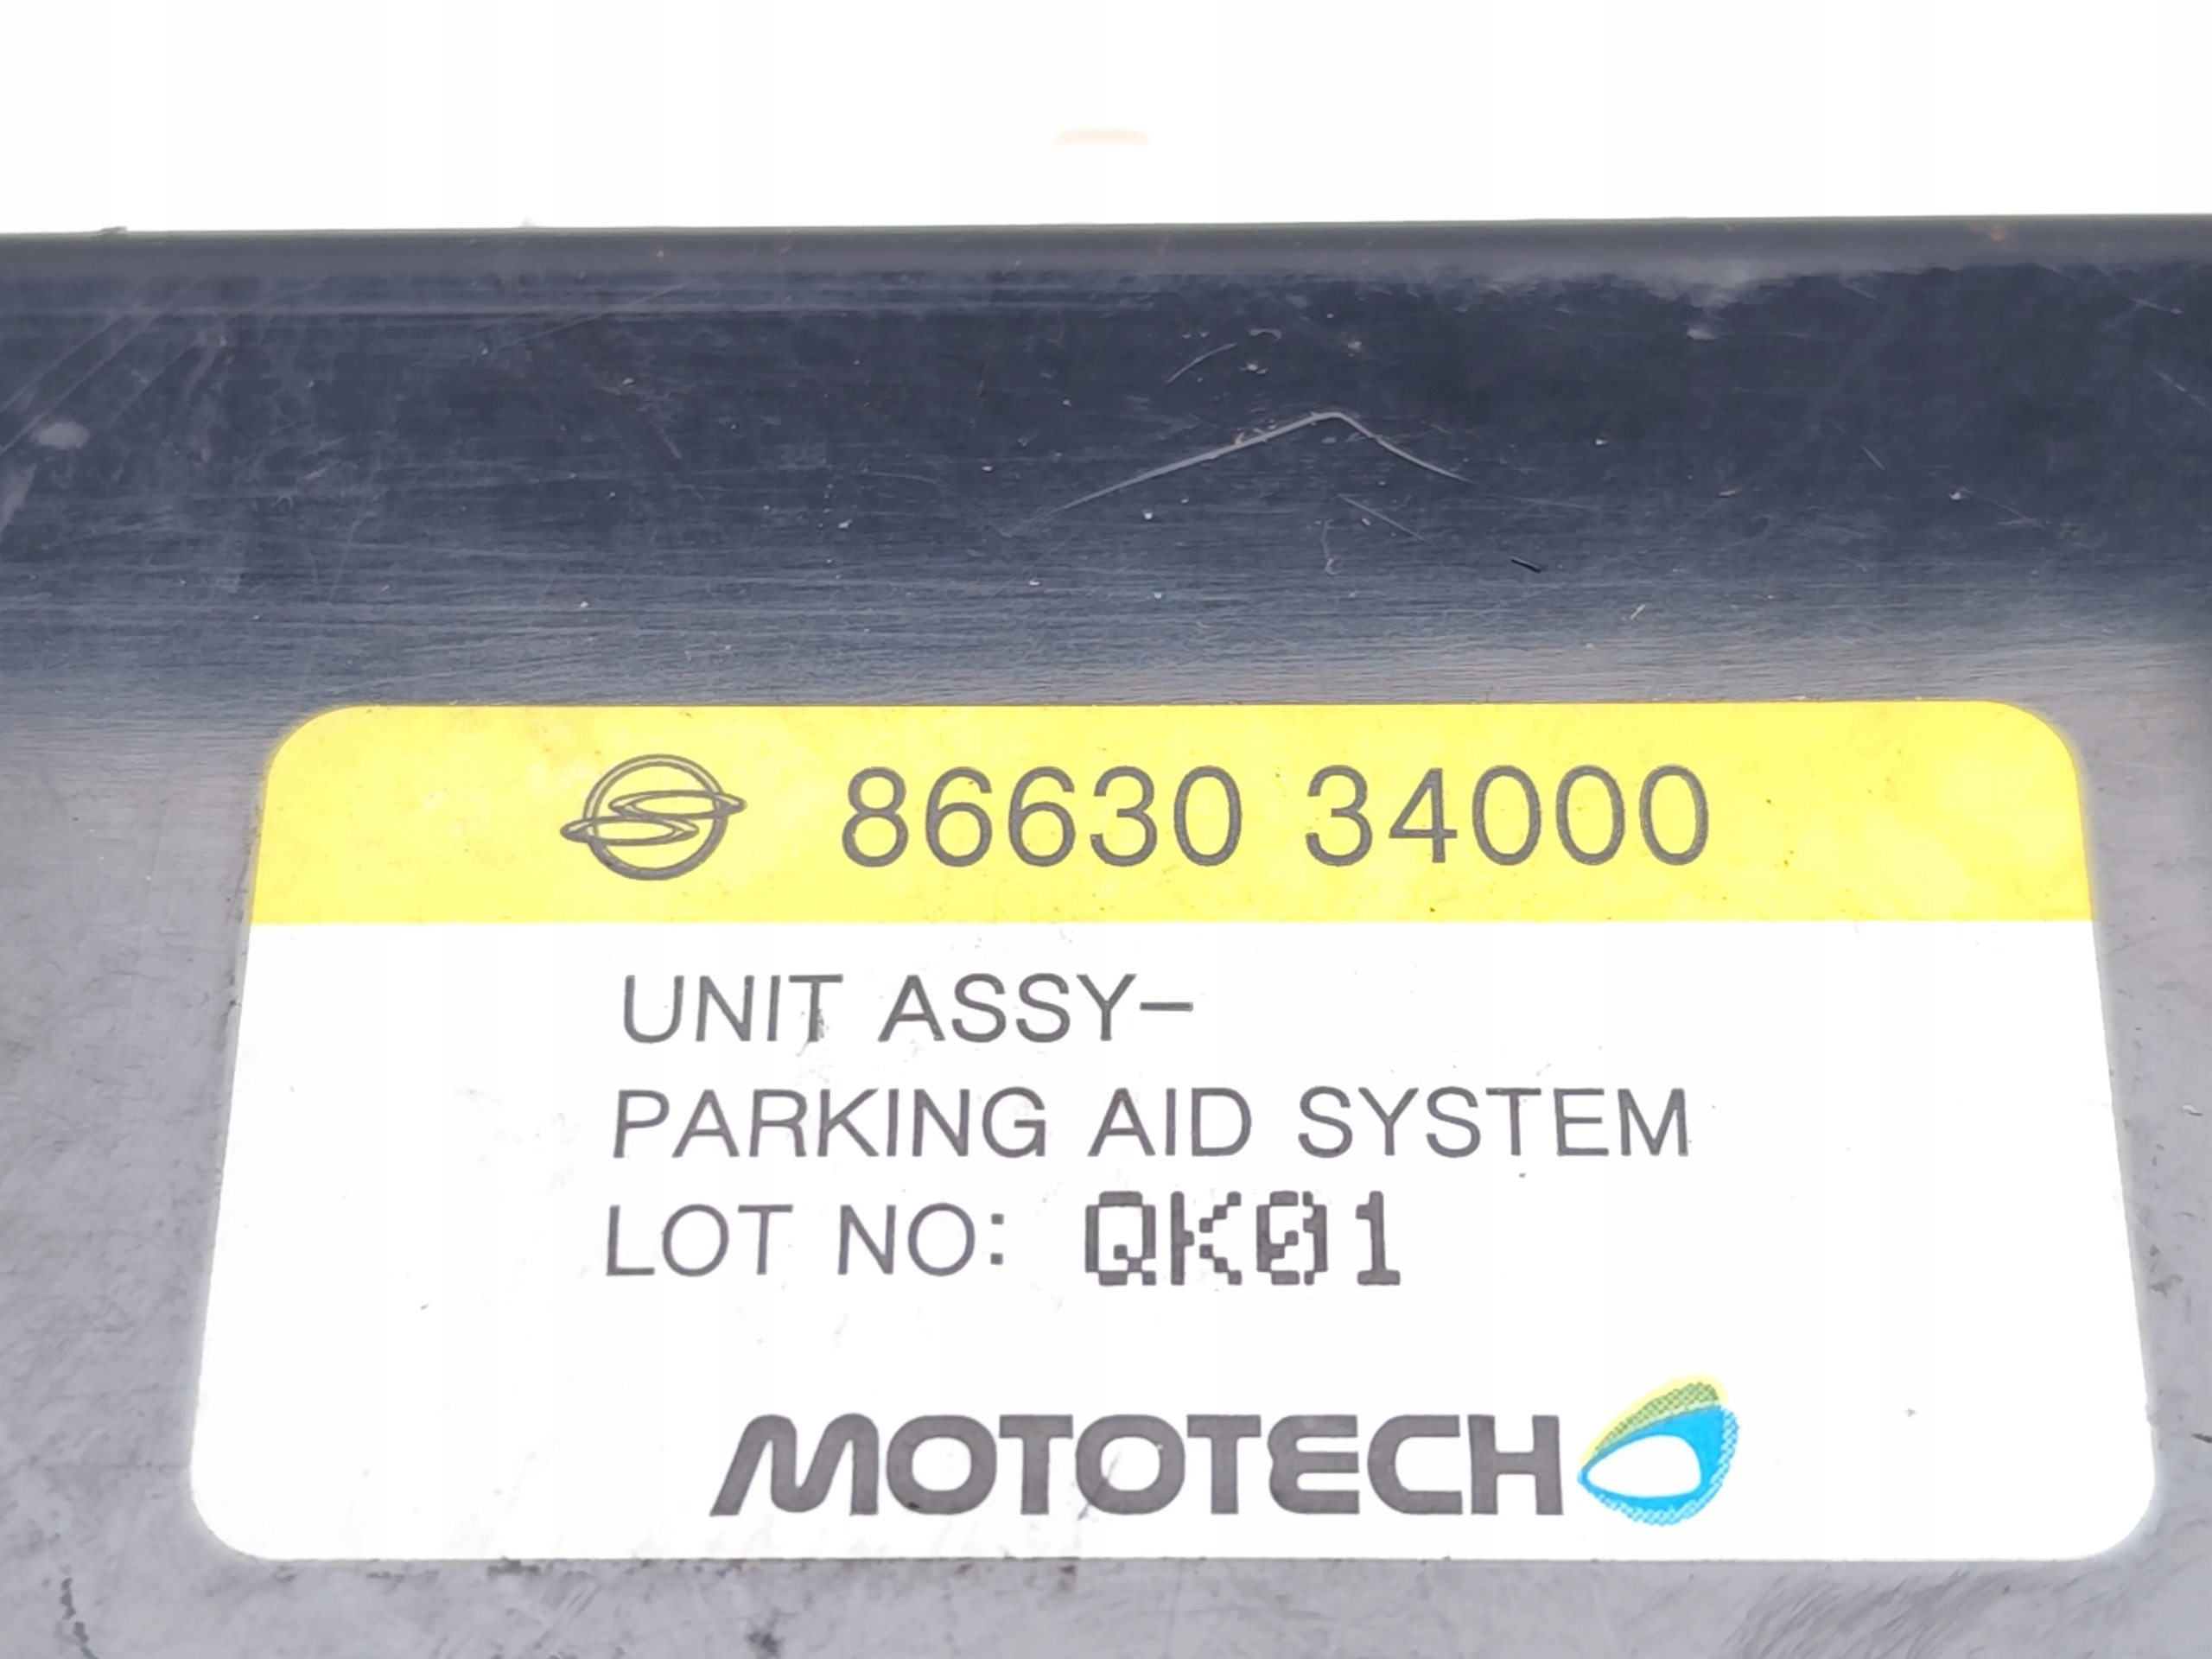 86630 34000
UNIT ASSY-
PARKING AID SYSTEM
LOT NO: QK01
MOTOTECH